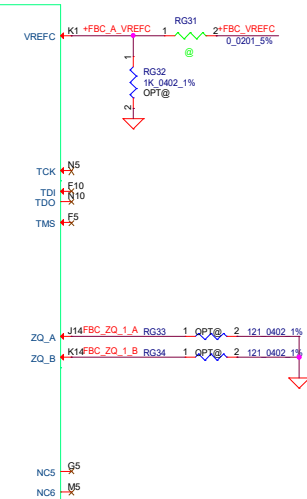 RG31
VREFC K1 +FBC_A_VREFC 1 2 +FBC_VREFC
0_0201_5%
@
1
RG32
1K_0402_1%
OPT@
2
TCK N5
TDI F10
TDO N10
TMS F5
ZQ_A J14 FBC_ZQ_1_A RG33 1 OPT@ 2 121_0402_1%
ZQ_B K14 FBC_ZQ_1_B RG34 1 OPT@ 2 121_0402_1%
NC5 G5
NC6 M5